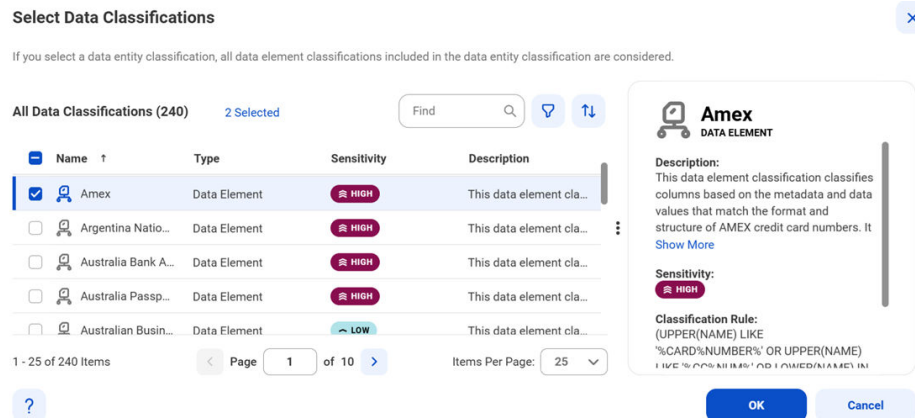 Select Data Classifications
If you select a data entity classification, all data element classifications included in the data entity classification are considered.
All Data Classifications (240) 2 Selected Find
Name ↑ Type Sensitivity Description
Amex Data Element HIGH This data element cla...
Argentina Natio... Data Element HIGH This data element cla...
Australia Bank A... Data Element HIGH This data element cla...
Australia Passp... Data Element HIGH This data element cla...
Australian Busin... Data Element LOW This data element cla...
1 - 25 of 240 Items Page 1 of 10 Items Per Page: 25
Amex
DATA ELEMENT
Description:
This data element classification classifies
columns based on the metadata and data
values that match the format and
structure of AMEX credit card numbers. It
Show More
Sensitivity:
HIGH
Classification Rule:
(UPPER(NAME) LIKE
'%CARD%NUMBER%' OR UPPER(NAME)
LIKE '%CC%NUM%' OR LOWER(NAME) IN
? OK Cancel